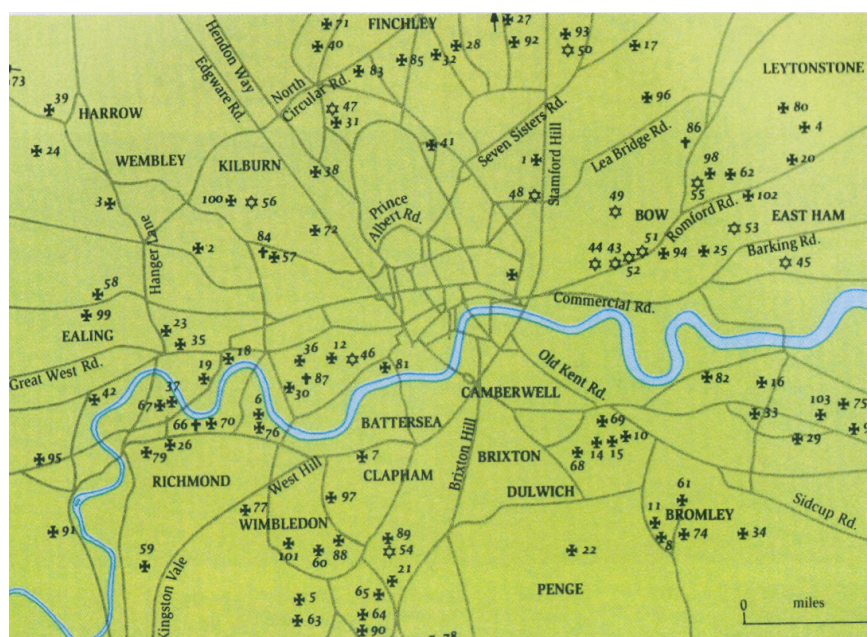 71
FINCHLEY
27
93
40
28
92
50
17
Hendon Way
Edgware Rd.
North
Circular Rd.
83
85
32
LEYTONSTONE
73
39
HARROW
47
31
96
80
4
Seven Sisters Rd.
Stamford Hill
Lea Bridge Rd.
86
24
WEMBLEY
KILBURN
38
41
1
98
62
20
48
55
102
3
100
56
Prince
Albert Rd.
49
BOW
Romford Rd.
EAST HAM
53
Hanger Lane
2
84
57
72
44
43
51
52
94
25
Barking Rd.
45
58
99
Commercial Rd.
EALING
23
35
18
36
12
46
81
Great West Rd.
19
87
30
Old Kent Rd.
82
16
42
37
67
6
CAMBERWELL
BATTERSEA
69
33
103
75
66
70
76
26
79
7
BRIXTON
68
14
15
10
29
95
RICHMOND
West Hill
CLAPHAM
Brixton Hill
DULWICH
61
Sidcup Rd.
77
97
WIMBLEDON
11
BROMLEY
91
89
8
74
34
59
101
60
88
54
22
21
Kingston Vale
5
65
PENGE
63
64
90
78
0
miles